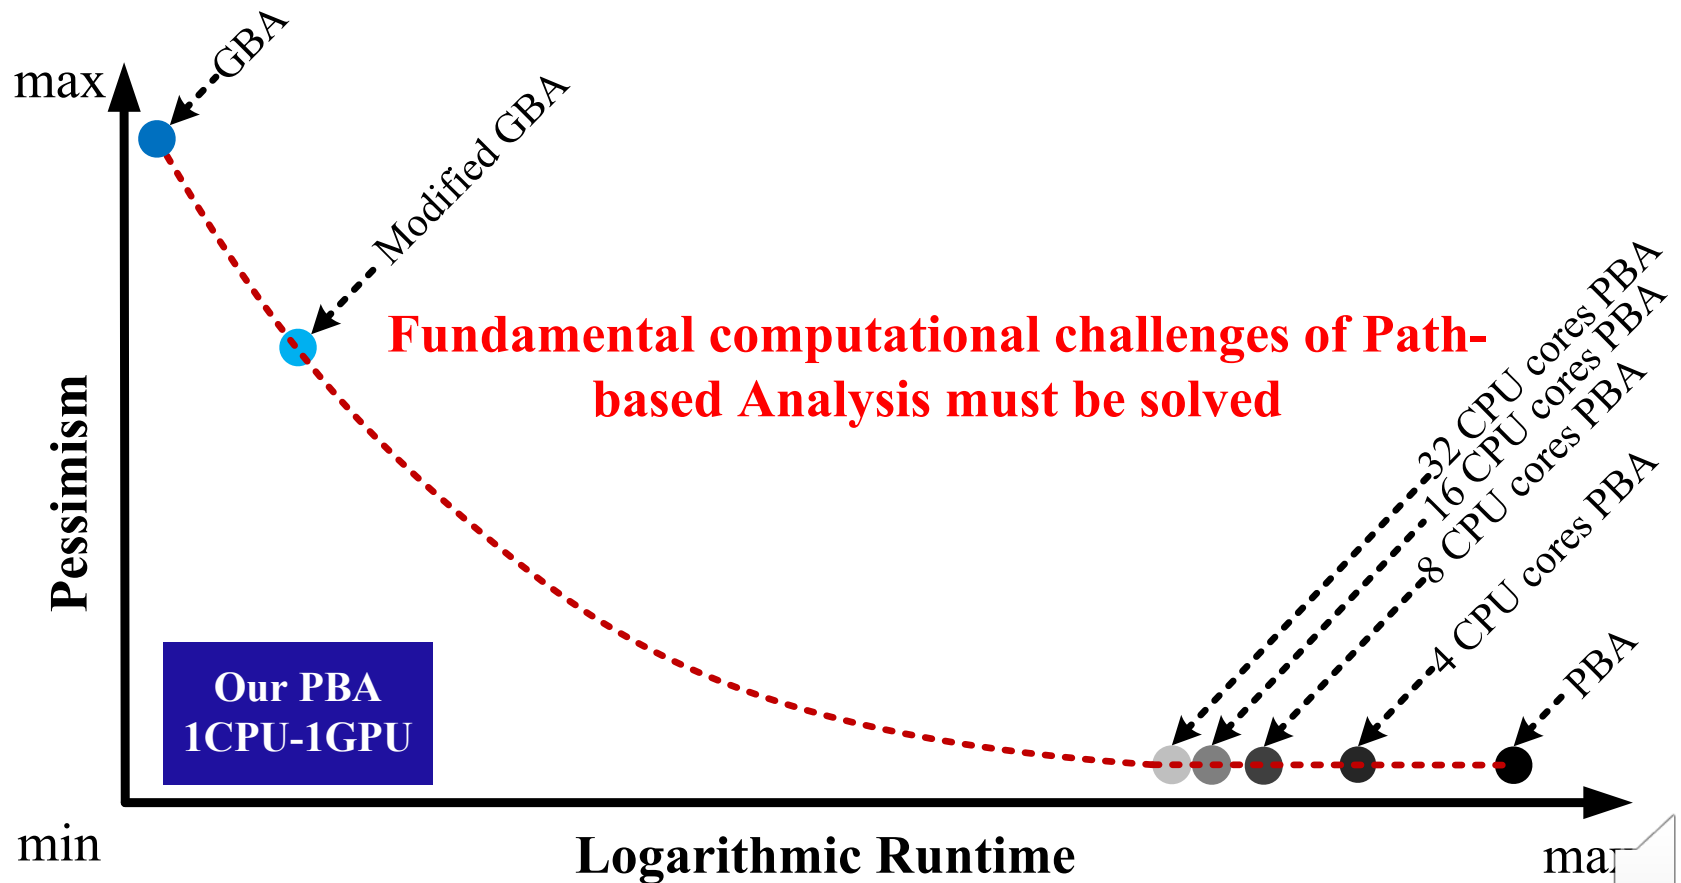 GBA
max
Modified GBA
Fundamental computational challenges of Path-
based Analysis must be solved
32 CPU cores PBA
16 CPU cores PBA
8 CPU cores PBA
4 CPU cores PBA
PBA
Pessimism
Our PBA
1CPU-1GPU
min
Logarithmic Runtime
max